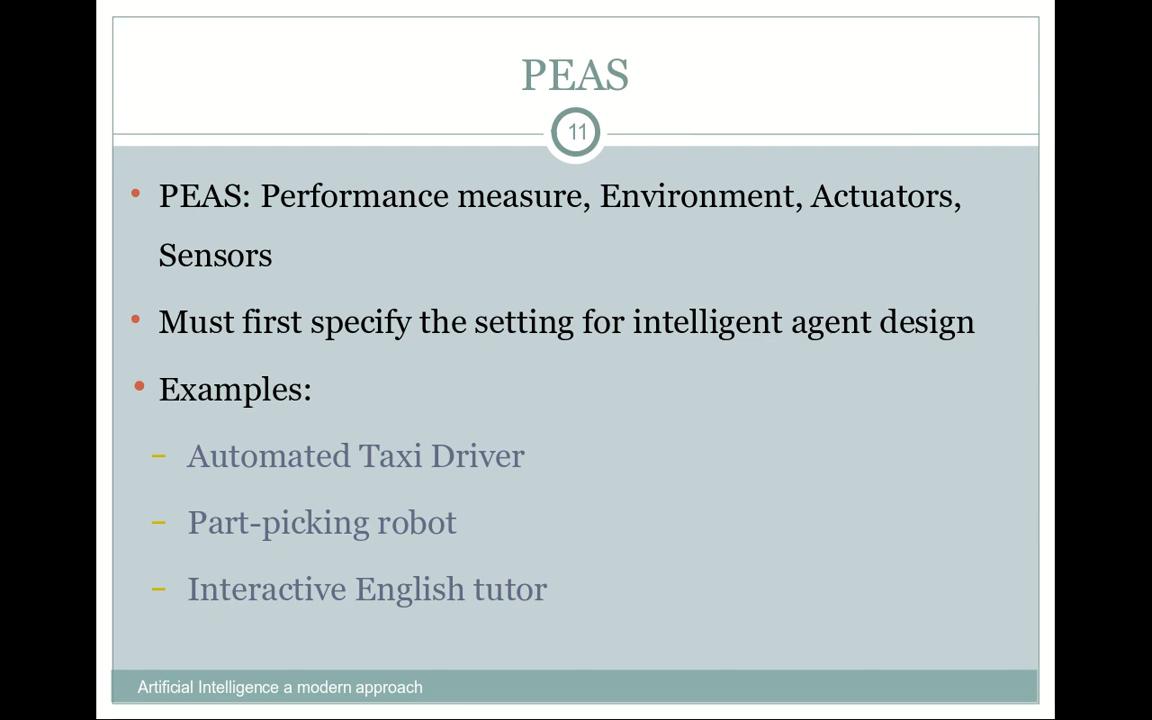 PEAS
11
• PEAS: Performance measure, Environment, Actuators,
Sensors
• Must first specify the setting for intelligent agent design
• Examples:
– Automated Taxi Driver
– Part-picking robot
– Interactive English tutor
Artificial Intelligence a modern approach